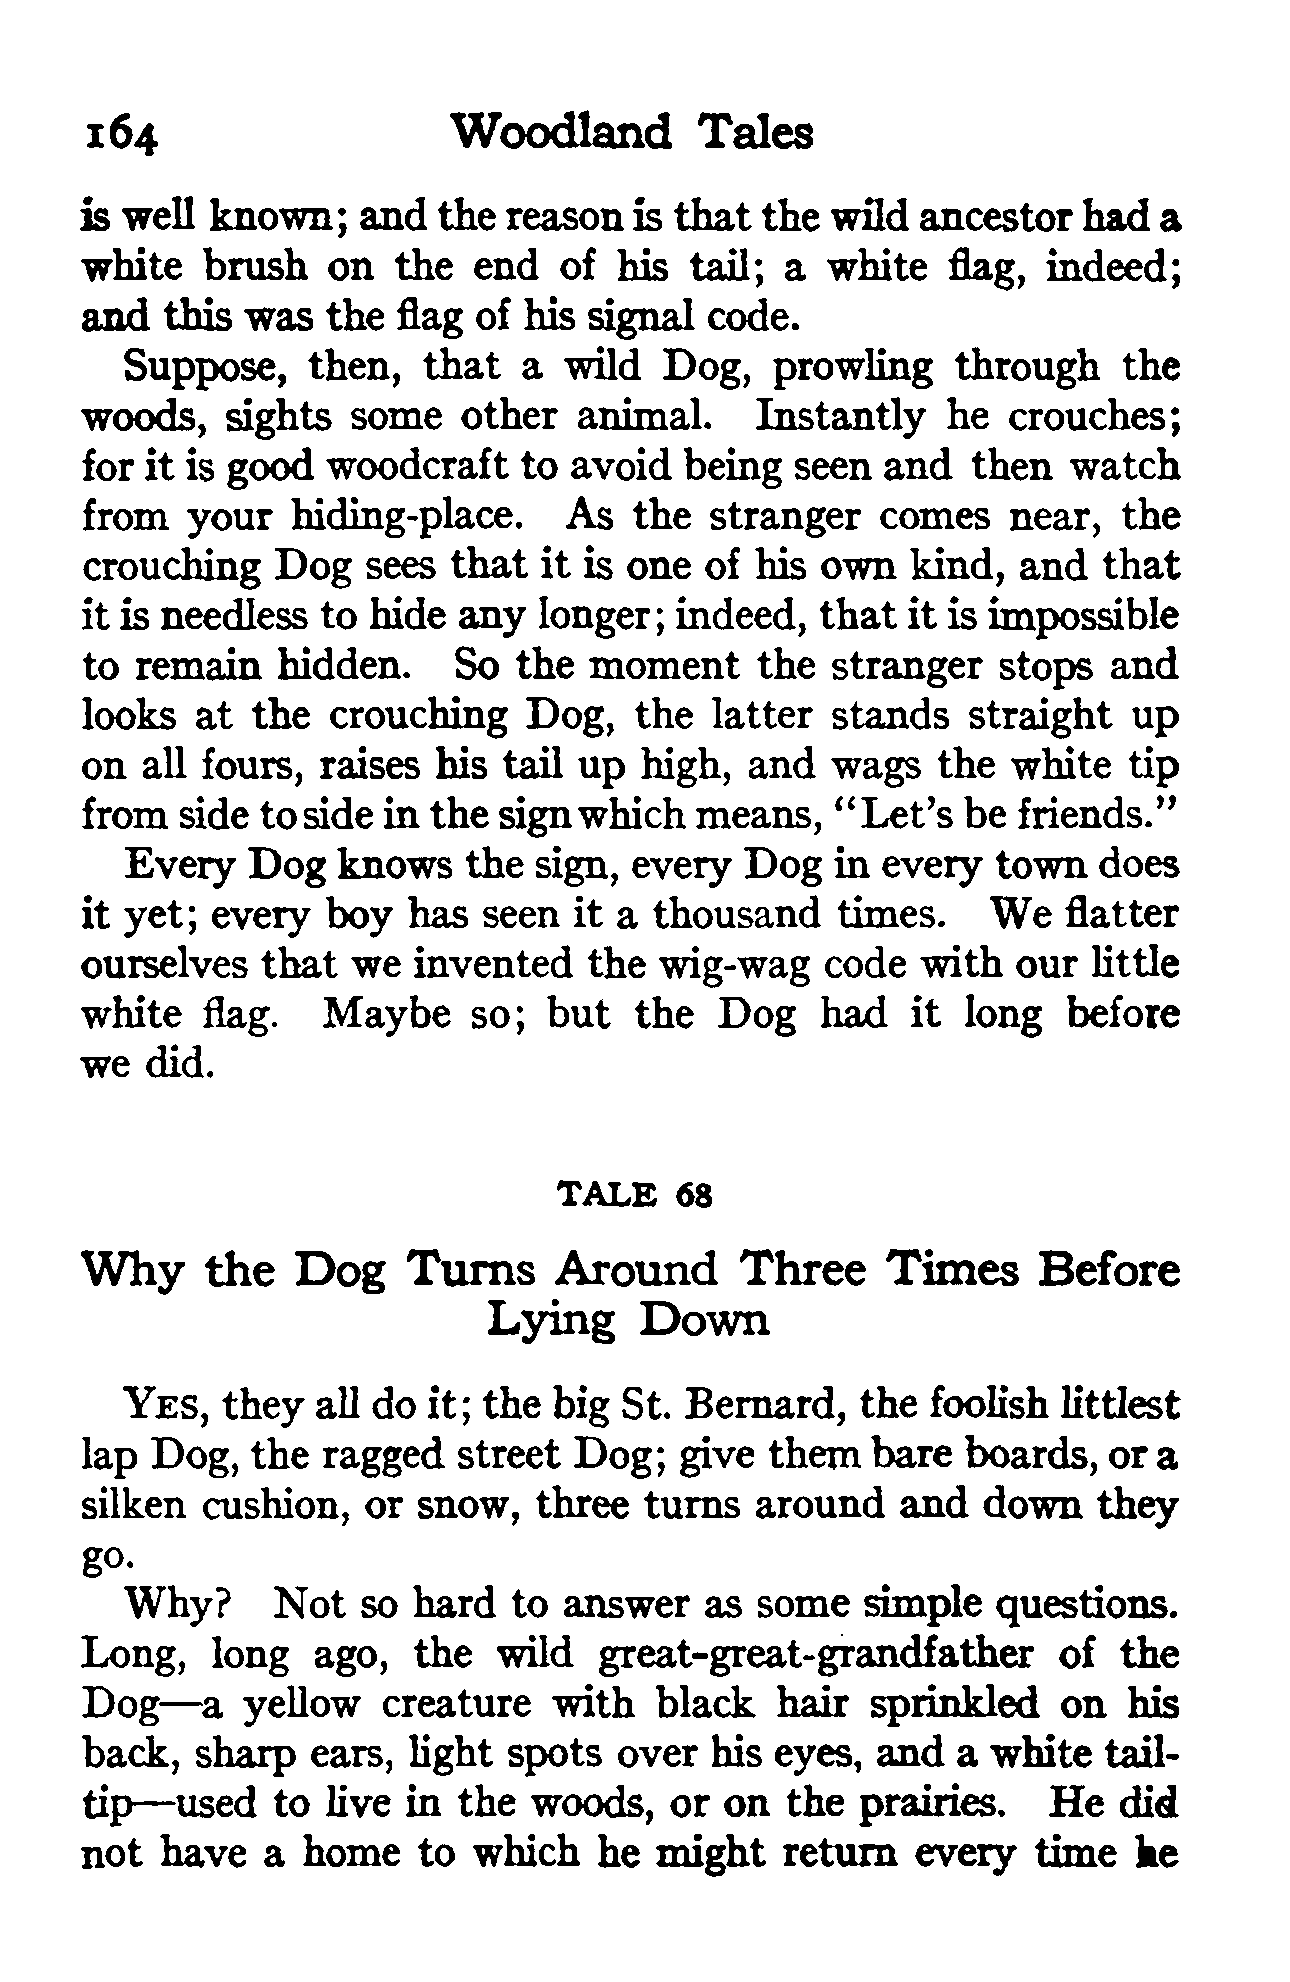 164 Woodland Tales
is well known; and the reason is that the wild ancestor had a
white brush on the end of his tail; a white flag, indeed;
and this was the flag of his signal code.
Suppose, then, that a wild Dog, prowling through the
woods, sights some other animal. Instantly he crouches;
for it is good woodcraft to avoid being seen and then watch
from your hiding-place. As the stranger comes near, the
crouching Dog sees that it is one of his own kind, and that
it is needless to hide any longer; indeed, that it is impossible
to remain hidden. So the moment the stranger stops and
looks at the crouching Dog, the latter stands straight up
on all fours, raises his tail up high, and wags the white tip
from side to side in the sign which means, “Let’s be friends.”
Every Dog knows the sign, every Dog in every town does
it yet; every boy has seen it a thousand times. We flatter
ourselves that we invented the wig-wag code with our little
white flag. Maybe so; but the Dog had it long before
we did.
TALE 68
Why the Dog Turns Around Three Times Before
Lying Down
YES, they all do it; the big St. Bernard, the foolish littlest
lap Dog, the ragged street Dog; give them bare boards, or a
silken cushion, or snow, three turns around and down they
go.
Why? Not so hard to answer as some simple questions.
Long, long ago, the wild great-great-grandfather of the
Dog—a yellow creature with black hair sprinkled on his
back, sharp ears, light spots over his eyes, and a white tail-
tip—used to live in the woods, or on the prairies. He did
not have a home to which he might return every time he